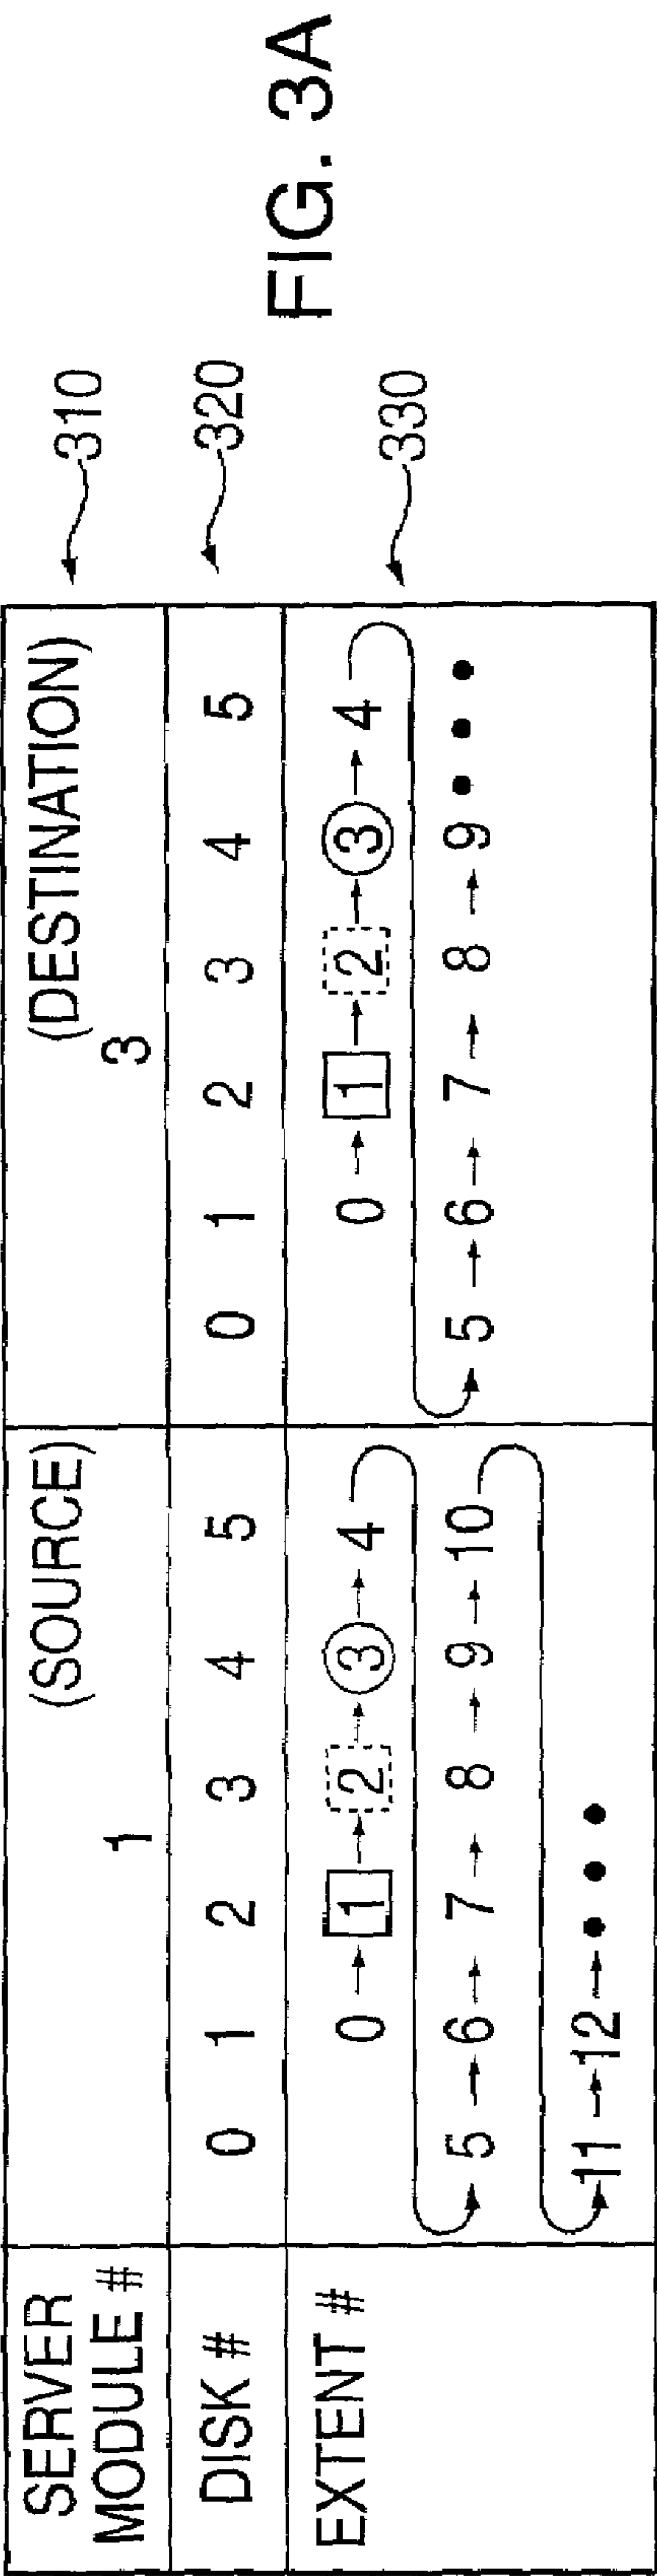 SERVER MODULE # 1 (SOURCE) 3 (DESTINATION) 310
DISK # 0 1 2 3 4 5 0 1 2 3 4 5 320
EXTENT # 0 → 1 → 2 → 3 → 4 0 → 1 → 2 → 3 → 4 330
5 → 6 → 7 → 8 → 9 → 10 5 → 6 → 7 → 8 → 9 • • •
11 → 12 → • • •
FIG. 3A